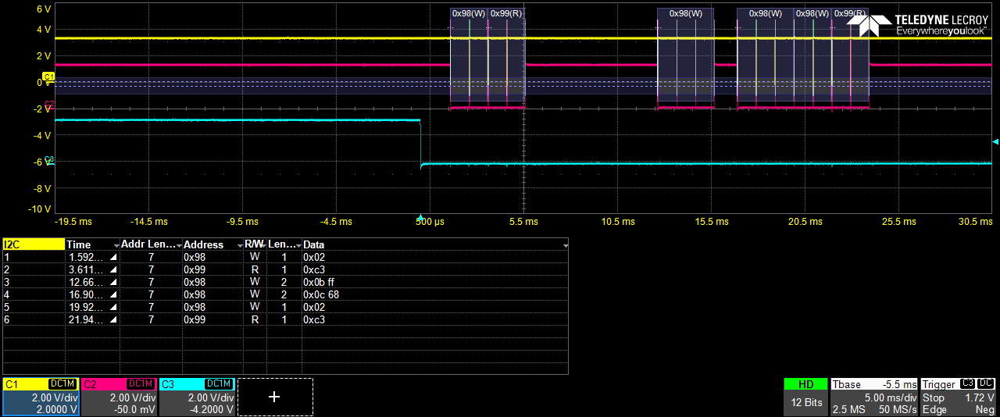 6 V
0x98(W) 0x99(R) 0x98(W) 0x98(W) 0x98(W) 0x99(R)
TELEDYNE LECROY
Everywhereyoulook
4 V
2 V
C1
0 V
C2
-2 V
-4 V
C3
-6 V
-8 V
-10 V
-19.5 ms -14.5 ms -9.5 ms -4.5 ms 500 µs 5.5 ms 10.5 ms 15.5 ms 20.5 ms 25.5 ms 30.5 ms
I2C Time Addr Len... Address R/W Len... Data
1 1.592... 7 0x98 W 1 0x02
2 3.611... 7 0x99 R 1 0xc3
3 12.66... 7 0x98 W 2 0x0b ff
4 16.90... 7 0x98 W 2 0x0c 68
5 19.92... 7 0x98 W 1 0x02
6 21.94... 7 0x99 R 1 0xc3
C1 DC1M C2 DC1M C3 DC1M
2.00 V/div 2.00 V/div 2.00 V/div
2.0000 V -50.0 mV -4.2000 V
+
HD
12 Bits
Tbase -5.5 ms
5.00 ms/div
2.5 MS 50 MS/s
Trigger C3 DC
Stop 1.72 V
Edge Neg